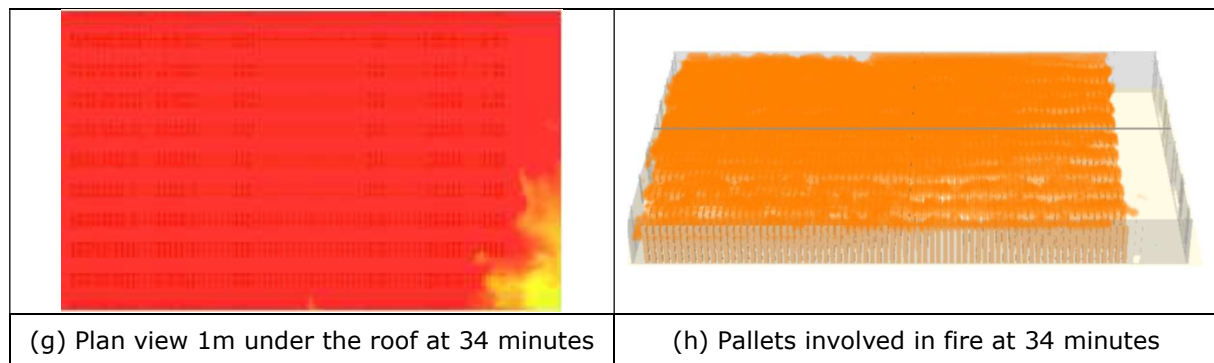 (g) Plan view 1m under the roof at 34 minutes
(h) Pallets involved in fire at 34 minutes